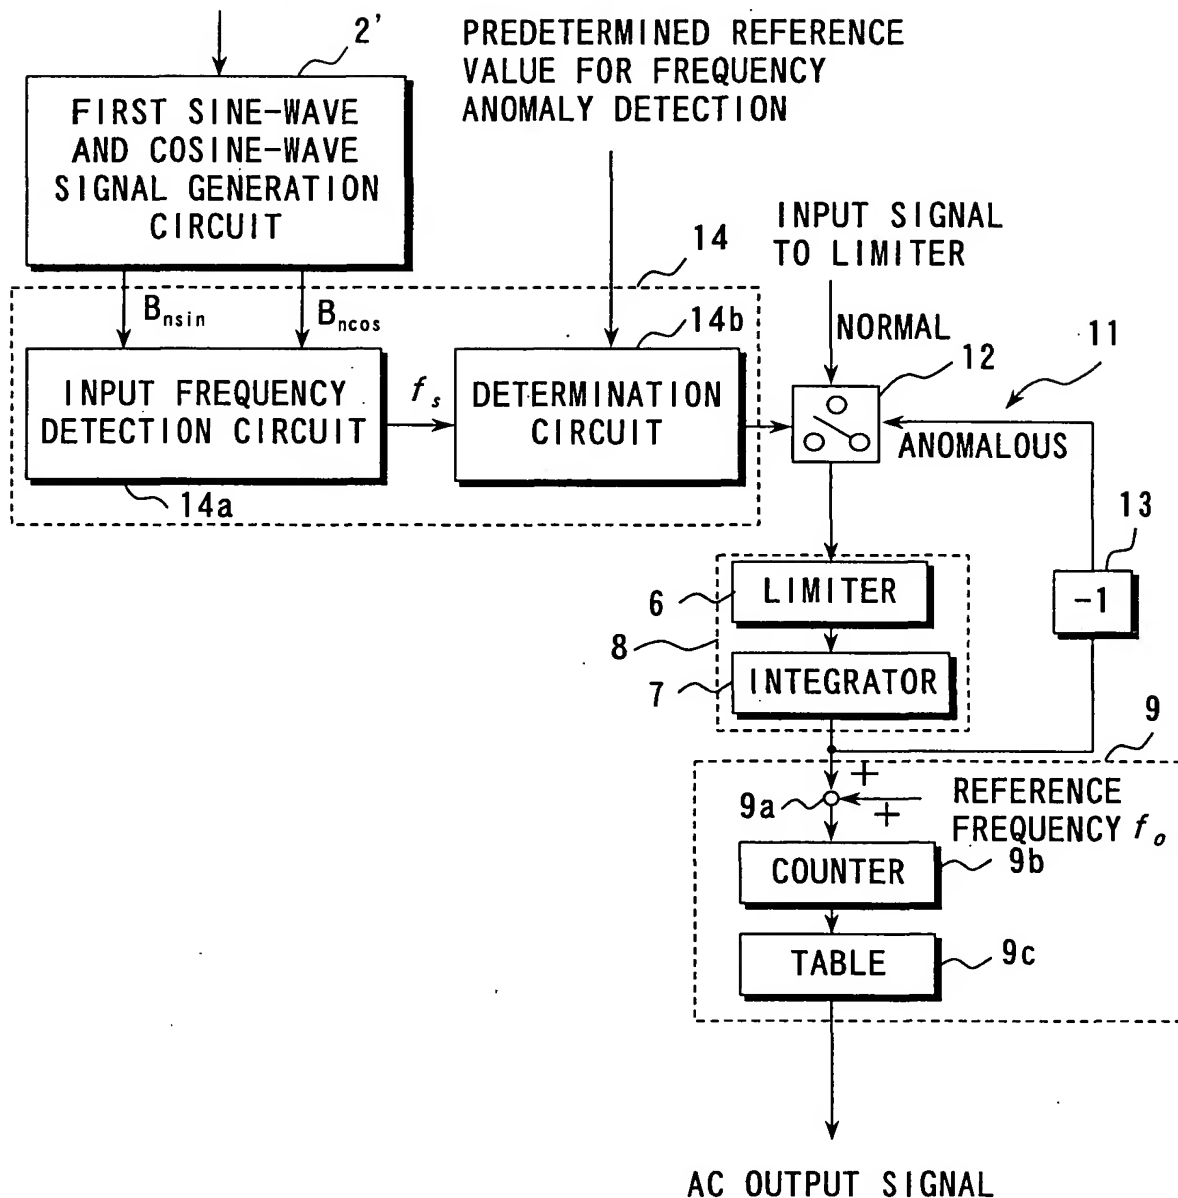 2'
FIRST SINE-WAVE
AND COSINE-WAVE
SIGNAL GENERATION
CIRCUIT
PREDETERMINED REFERENCE
VALUE FOR FREQUENCY
ANOMALY DETECTION
INPUT SIGNAL
TO LIMITER
14
Bnsin
Bncos
14b
NORMAL
12
11
INPUT FREQUENCY
DETECTION CIRCUIT
fs
DETERMINATION
CIRCUIT
ANOMALOUS
14a
13
-1
6
LIMITER
8
7
INTEGRATOR
9
+
9a
+
REFERENCE
FREQUENCY fo
COUNTER
9b
TABLE
9c
AC OUTPUT SIGNAL